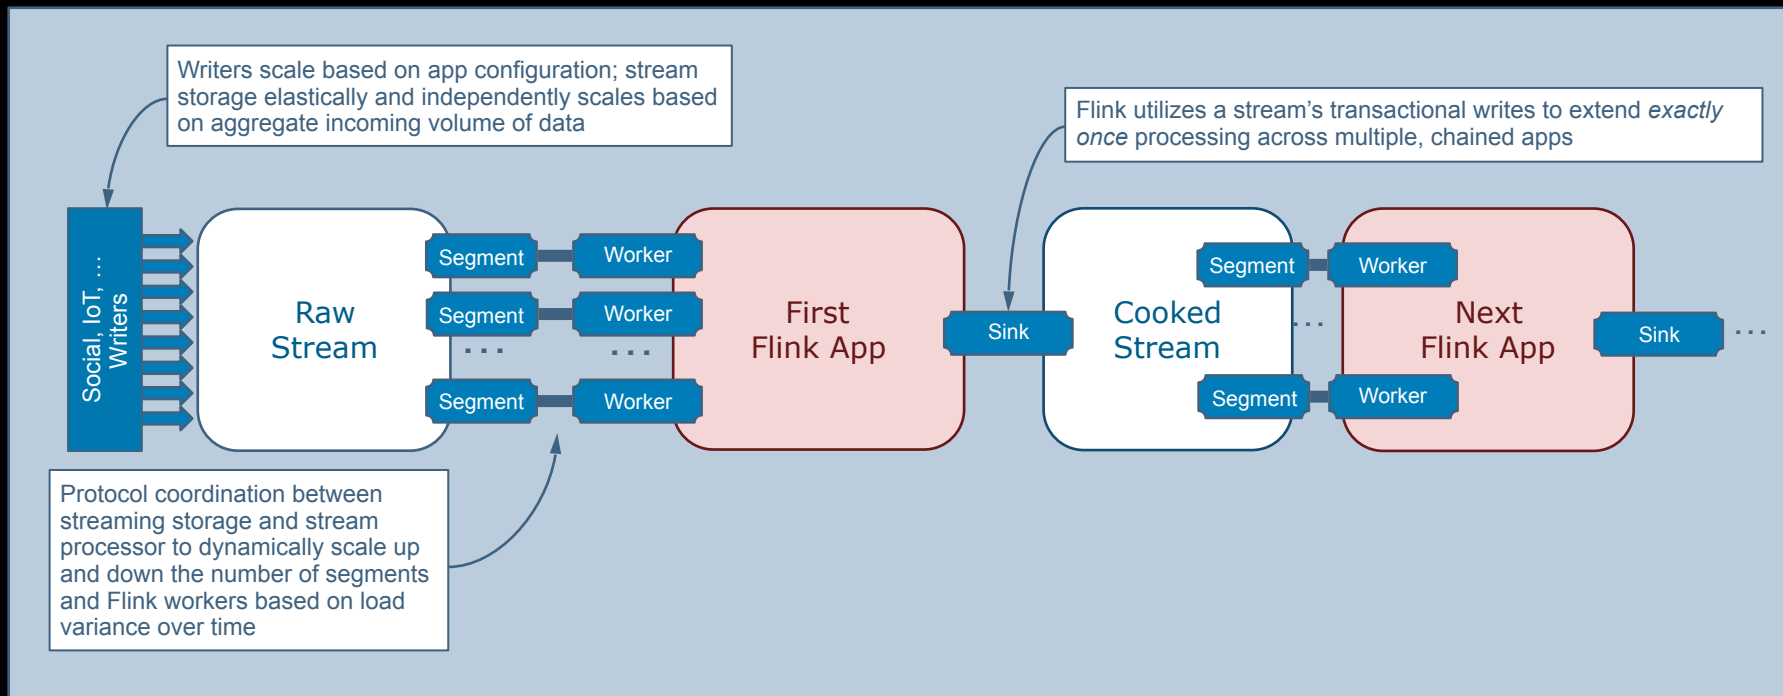 Writers scale based on app configuration; stream
storage elastically and independently scales based
on aggregate incoming volume of data
Flink utilizes a stream’s transactional writes to extend exactly
once processing across multiple, chained apps
Social, IoT, …
Writers
Raw
Stream
Segment
Worker
Segment
Worker
... ...
Segment
Worker
First
Flink App
Sink
Cooked
Stream
Segment
Worker
...
Segment
Worker
Next
Flink App
Sink
...
Protocol coordination between
streaming storage and stream
processor to dynamically scale up
and down the number of segments
and Flink workers based on load
variance over time